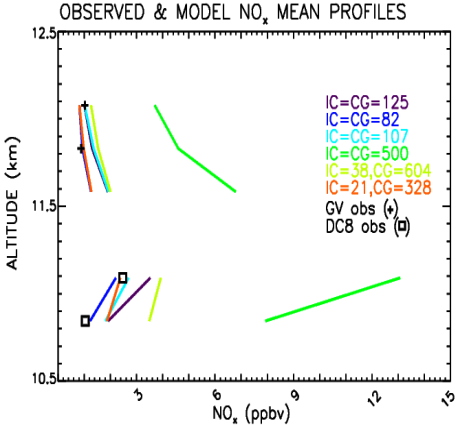 OBSERVED & MODEL NOx MEAN PROFILES
12.5
11.5
10.5
ALTITUDE (km)
IC=CG=125
IC=CG=82
IC=CG=107
IC=CG=500
IC=38,CG=604
IC=21,CG=328
GV obs (+)
DC8 obs (□)
3
6
9
12
15
NOx (ppbv)